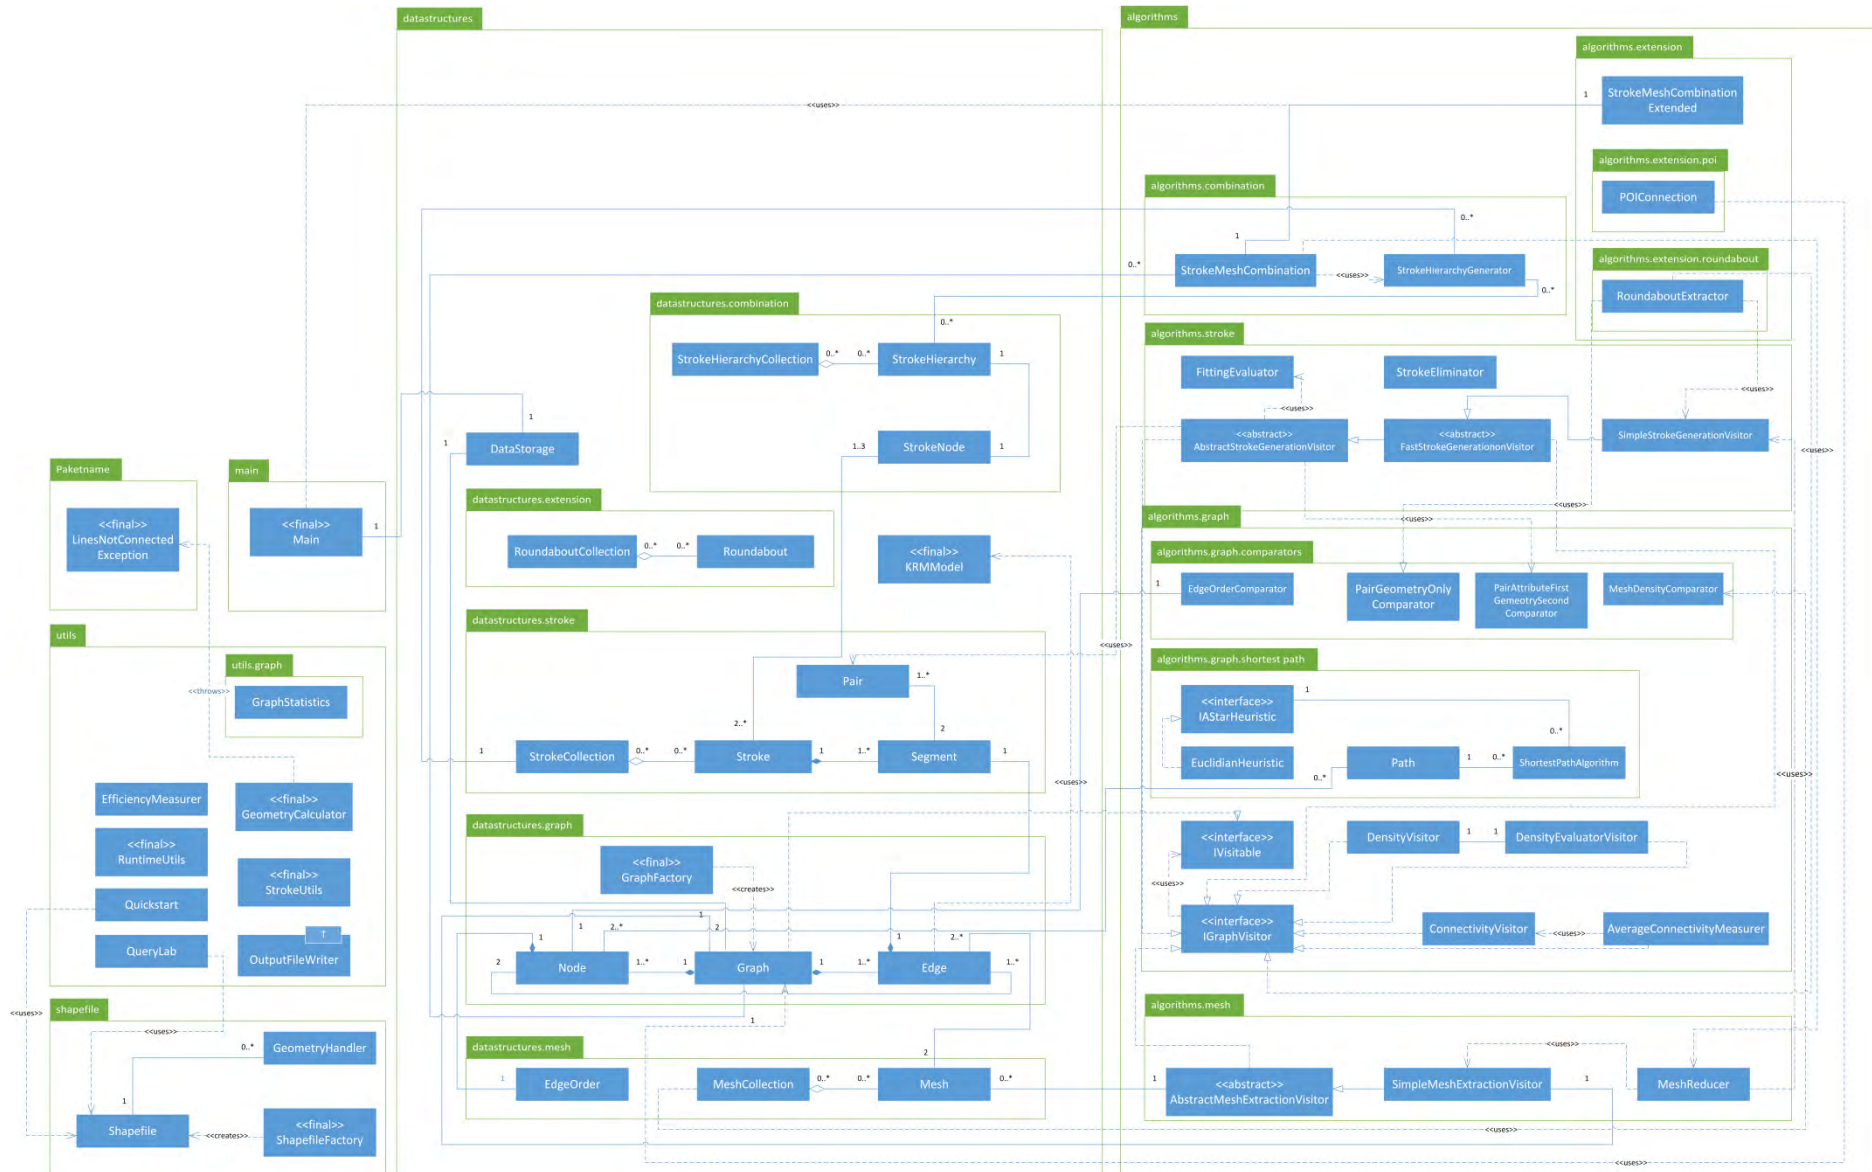 datastructures
algorithms
algorithms.extension
StrokeMeshCombination
Extended
1
<<uses>>
algorithms.extension.poi
POIConnection
algorithms.combination
0..*
1
StrokeMeshCombination
<<uses>>
StrokeHierarchyGenerator
0..*
0..*
algorithms.extension.roundabout
RoundaboutExtractor
datastructures.combination
0..*
StrokeHierarchyCollection
0..*
0..*
StrokeHierarchy
1
algorithms.stroke
FittingEvaluator
StrokeEliminator
<<uses>>
<<uses>>
1
1
DataStorage
1..3
StrokeNode
1
<<abstract>>
AbstractStrokeGenerationVisitor
<<abstract>>
FastStrokeGenerationonVisitor
SimpleStrokeGenerationVisitor
<<uses>>
Paketname
main
<<final>>
LinesNotConnected
Exception
<<final>>
Main
1
datastructures.extension
RoundaboutCollection
0..*
0..*
Roundabout
<<final>>
KRMModel
<<uses>>
<<uses>>
algorithms.graph
algorithms.graph.comparators
1
EdgeOrderComparator
PairGeometryOnly
Comparator
PairAttributeFirst
GemeotrySecond
Comparator
MeshDensityComparator
datastructures.stroke
<<uses>>
Pair
1..*
2..*
2
StrokeCollection
1
0..*
0..*
Stroke
1
1..*
Segment
1
<<uses>>
utils
utils.graph
<<throws>>
GraphStatistics
algorithms.graph.shortest path
<<interface>>
IAStarHeuristic
1
0..*
EuclidianHeuristic
Path
1
0..*
ShortestPathAlgorithm
0..*
<<uses>>
EfficiencyMeasurer
<<final>>
GeometryCalculator
<<final>>
RuntimeUtils
<<final>>
StrokeUtils
Quickstart
QueryLab
T
OutputFileWriter
datastructures.graph
<<final>>
GraphFactory
<<creates>>
<<interface>>
IVisitable
<<uses>>
DensityVisitor
1
1
DensityEvaluatorVisitor
<<interface>>
IGraphVisitor
ConnectivityVisitor
<<uses>>
AverageConnectivityMeasurer
1
1
2..*
1
2
1
2..*
2
Node
1..*
1
Graph
1
1..*
Edge
1..*
shapefile
<<uses>>
<<uses>>
0..*
GeometryHandler
1
Shapefile
<<creates>>
<<final>>
ShapefileFactory
1
datastructures.mesh
1
EdgeOrder
MeshCollection
0..*
0..*
2
Mesh
0..*
algorithms.mesh
<<uses>>
1
<<abstract>>
AbstractMeshExtractionVisitor
SimpleMeshExtractionVisitor
1
MeshReducer
<<uses>>
<<uses>>